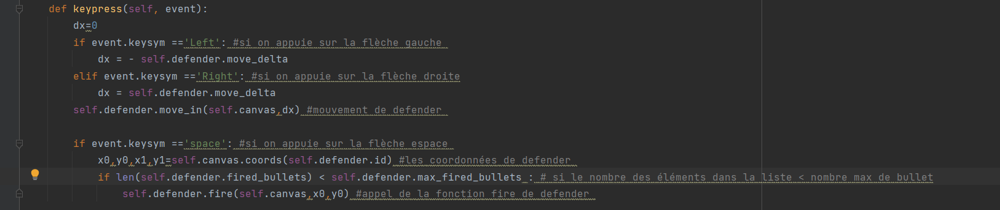 def keypress(self, event):
dx=0
if event.keysym =='Left': #si on appuie sur la flèche gauche
dx = - self.defender.move_delta
elif event.keysym =='Right': #si on appuie sur la flèche droite
dx = self.defender.move_delta
self.defender.move_in(self.canvas,dx) #mouvement de defender
if event.keysym =='space': #si on appuie sur la flèche espace
x0,y0,x1,y1=self.canvas.coords(self.defender.id) #les coordonnées de defender
if len(self.defender.fired_bullets) < self.defender.max_fired_bullets : # si le nombre des éléments dans la liste < nombre max de bullet
self.defender.fire(self.canvas,x0,y0) #appel de la fonction fire de defender